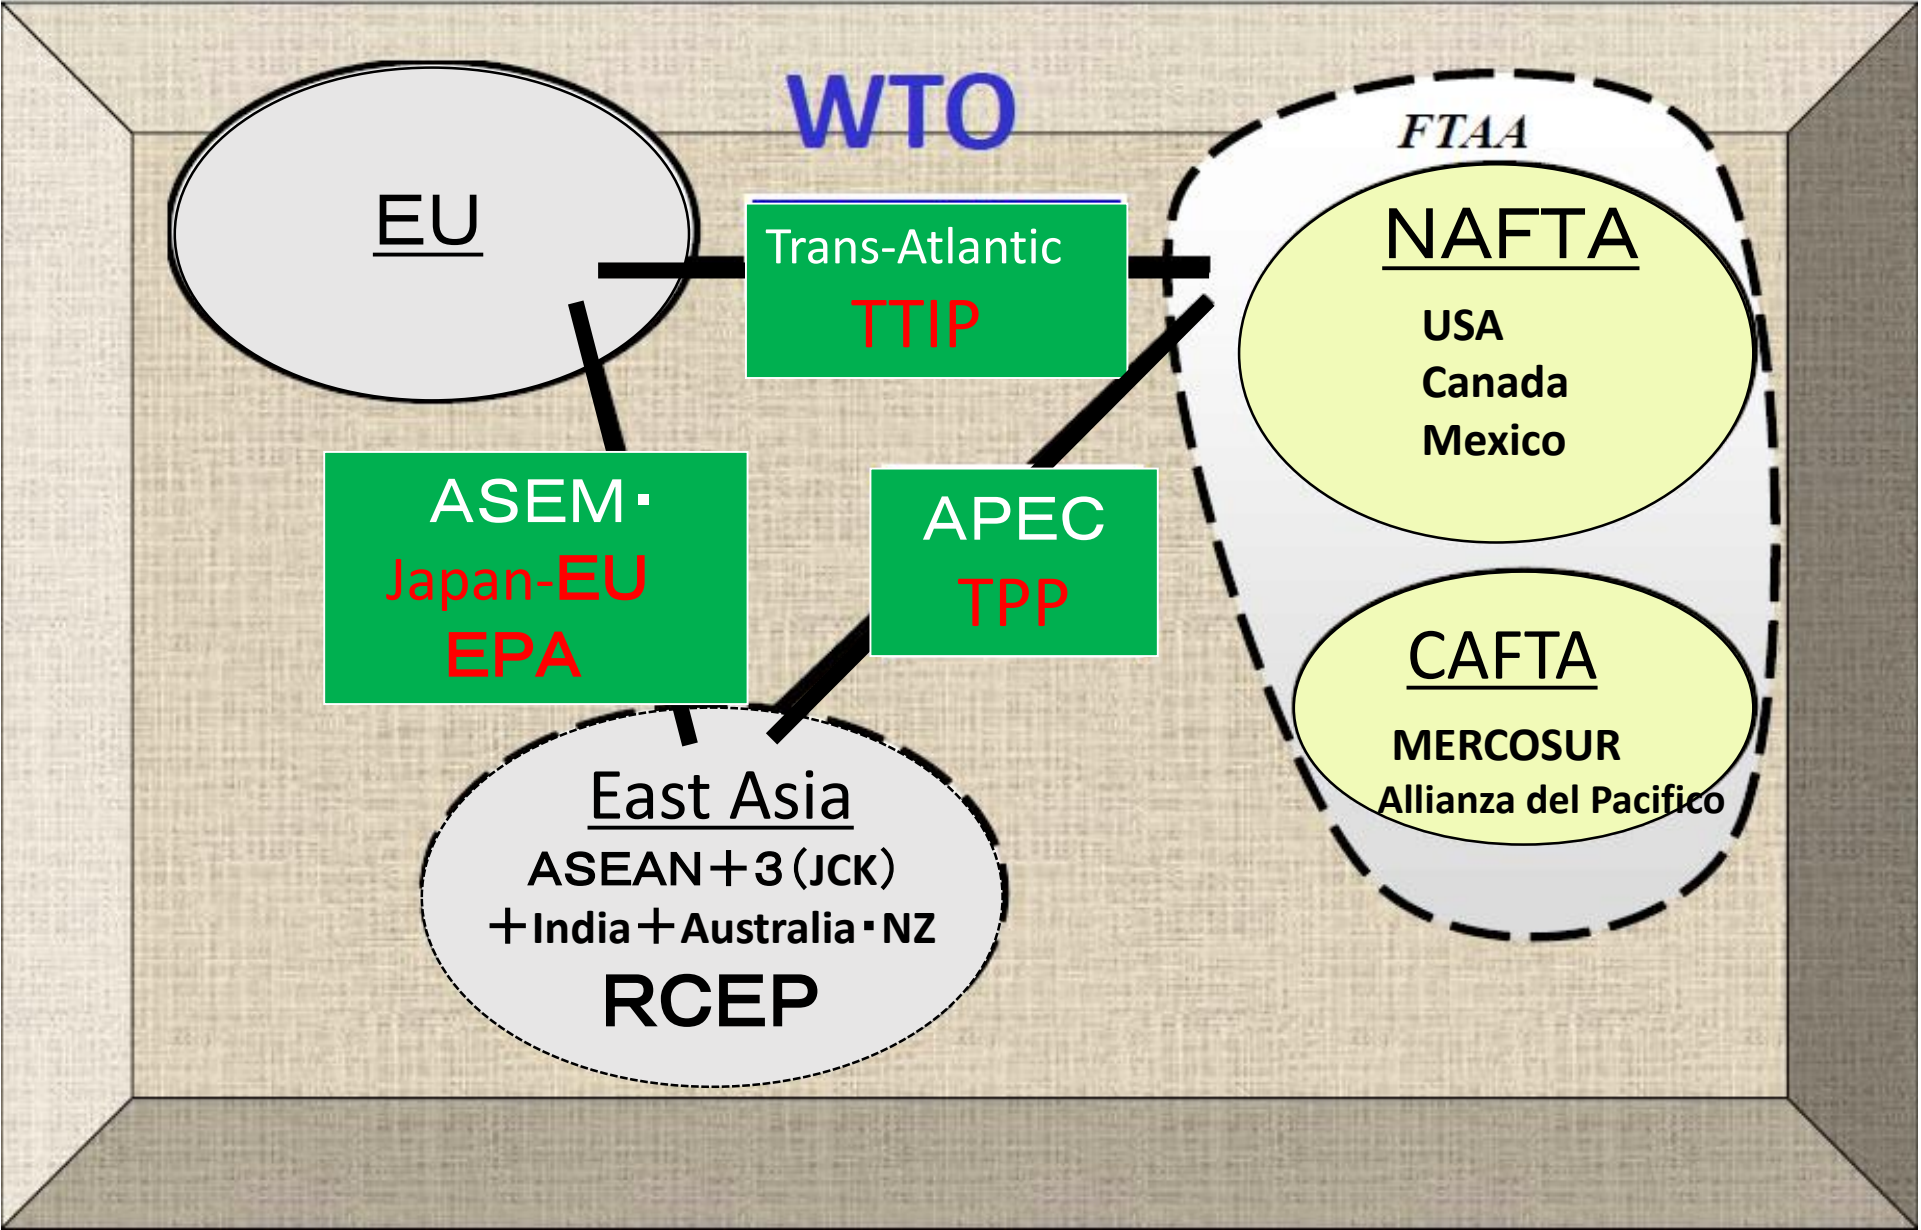 WTO
EU
Trans-Atlantic
TTIP
FTAA
NAFTA
USA
Canada
Mexico
ASEM・
Japan-EU
EPA
APEC
TPP
CAFTA
MERCOSUR
Allianza del Pacifico
East Asia
ASEAN＋3（JCK）
＋India＋Australia・NZ
RCEP